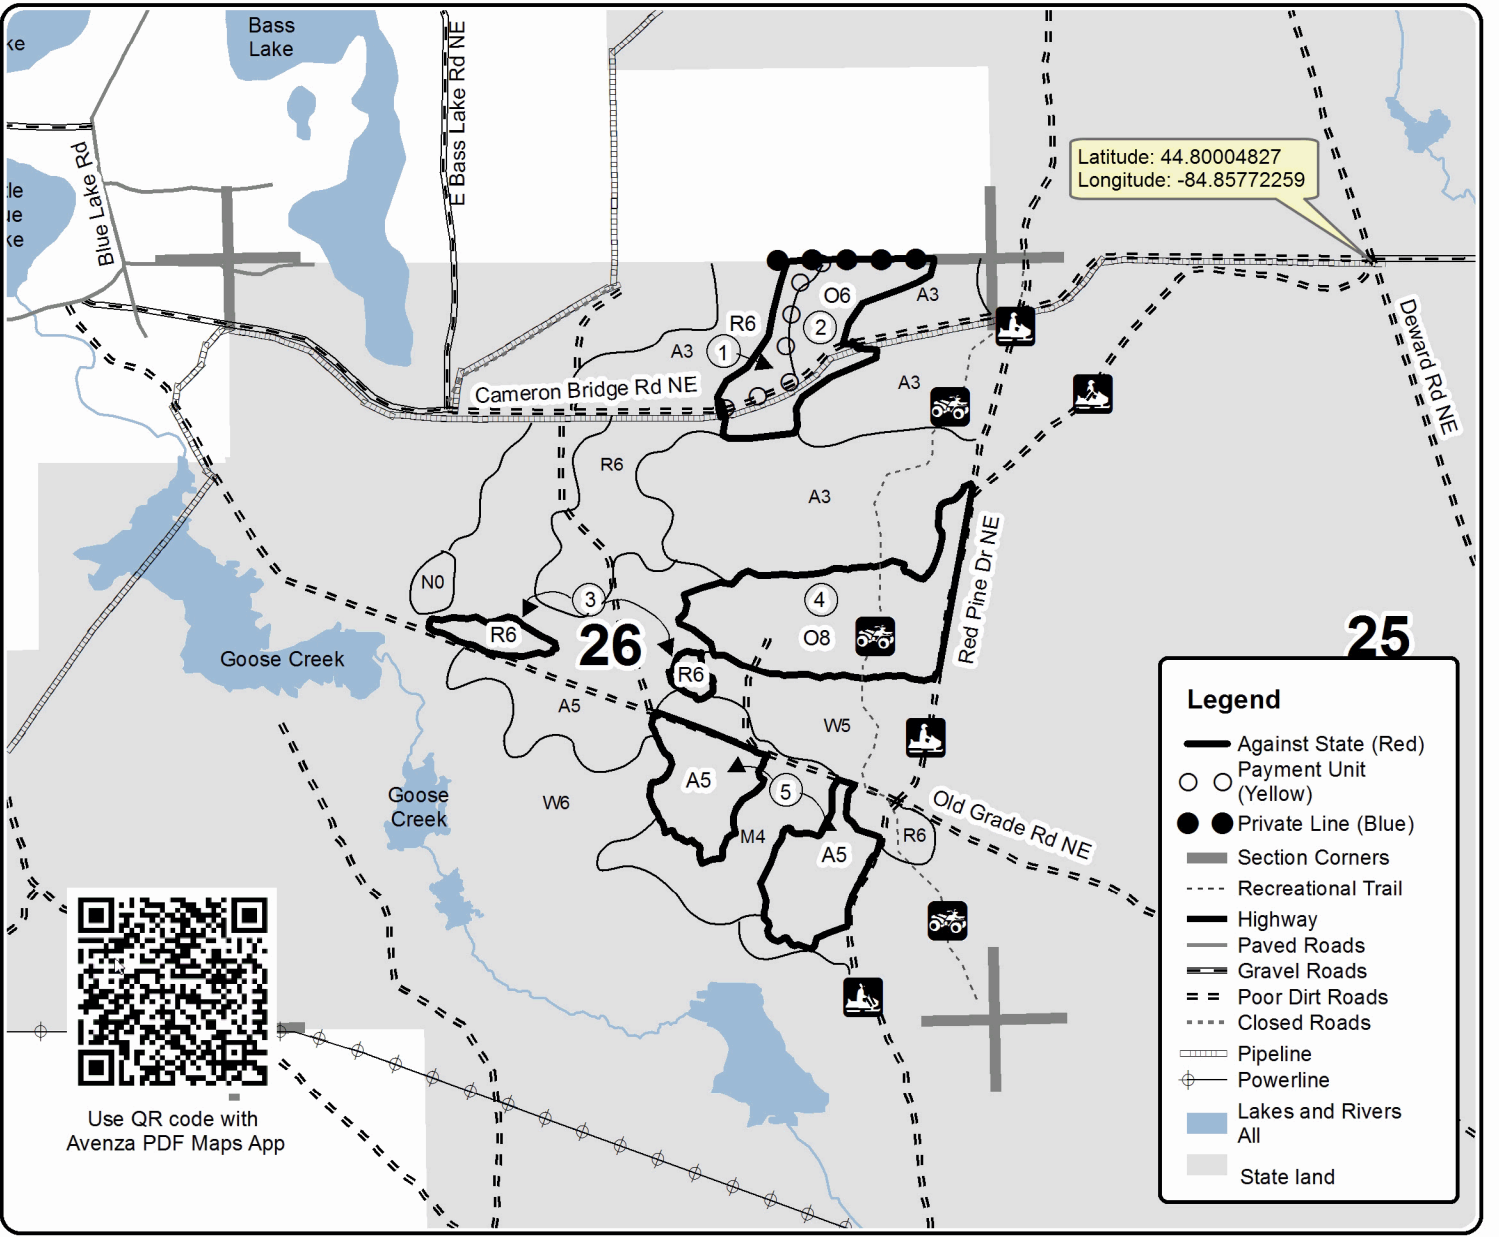 ke
Bass
Lake
E Bass Lake Rd NE
Blue Lake Rd
tle
ue
ke
Latitude: 44.80004827
Longitude: -84.85772259
O6
A3
R6
2
A3
1
Cameron Bridge Rd NE
A3
Deward Rd NE
R6
A3
N0
3
4
Red Pine Dr NE
R6
26
O8
25
Goose Creek
R6
A5
W5
A5
5
Goose
Creek
W6
M4
A5
R6
Old Grade Rd NE
Legend
Against State (Red)
Payment Unit
(Yellow)
Private Line (Blue)
Section Corners
Recreational Trail
Highway
Paved Roads
Gravel Roads
Poor Dirt Roads
Closed Roads
Pipeline
Powerline
Lakes and Rivers
All
State land
Use QR code with
Avenza PDF Maps App